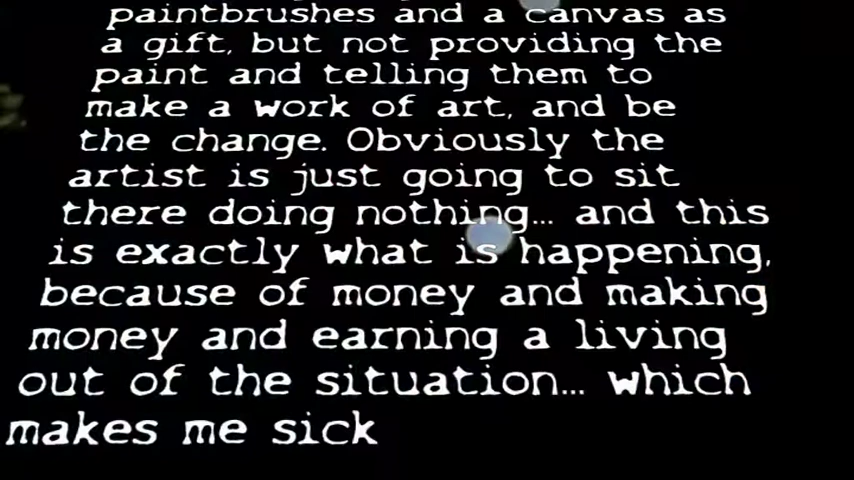 paintbrushes and a canvas as
a gift, but not providing the
paint and telling them to
make a work of art, and be
the change. Obviously the
artist is just going to sit
there doing nothing... and this
is exactly what is happening,
because of money and making
money and earning a living
out of the situation... which
makes me sick